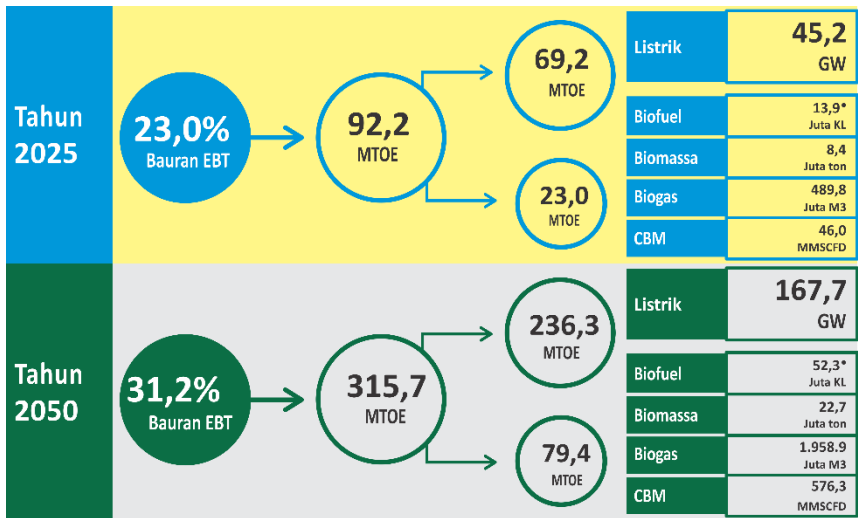 Tahun
2025
23,0%
Bauran EBT
92,2
MTOE
69,2
MTOE
23,0
MTOE
Listrik
45,2
GW
Biofuel
13,9*
Juta KL
Biomassa
8,4
Juta ton
Biogas
489,8
Juta M3
CBM
46,0
MMSCFD
Tahun
2050
31,2%
Bauran EBT
315,7
MTOE
236,3
MTOE
79,4
MTOE
Listrik
167,7
GW
Biofuel
52,3*
Juta KL
Biomassa
22,7
Juta ton
Biogas
1.958.9
Juta M3
CBM
576,3
MMSCFD